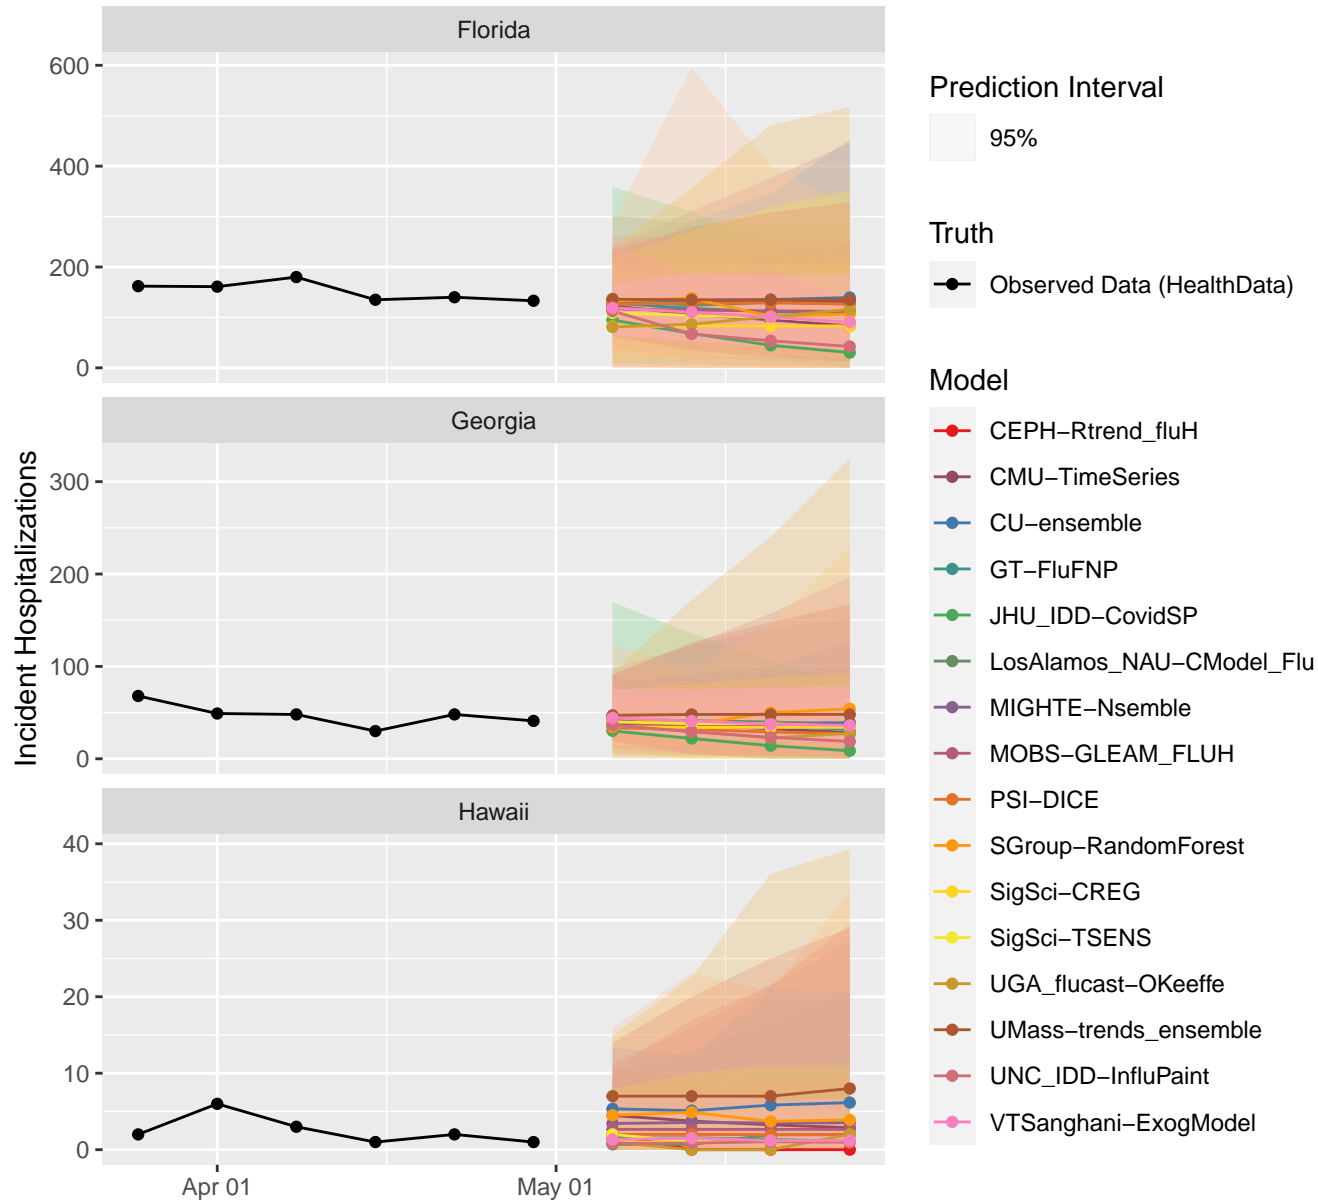 Florida
600
400
200
0
Georgia
300
200
100
0
Hawaii
40
30
20
10
0
Apr 01
May 01
Incident Hospitalizations
Prediction Interval
95%
Truth
Observed Data (HealthData)
Model
CEPH−Rtrend_fluH
CMU−TimeSeries
CU−ensemble
GT−FluFNP
JHU_IDD−CovidSP
LosAlamos_NAU−CModel_Flu
MIGHTE−Nsemble
MOBS−GLEAM_FLUH
PSI−DICE
SGroup−RandomForest
SigSci−CREG
SigSci−TSENS
UGA_flucast−OKeeffe
UMass−trends_ensemble
UNC_IDD−InfluPaint
VTSanghani−ExogModel